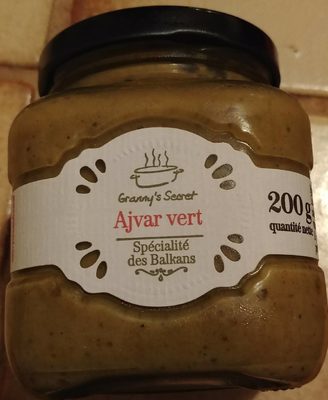 Granny's Secret
Ajvar vert
Spécialité
des Balkans
200 g
quantité nette